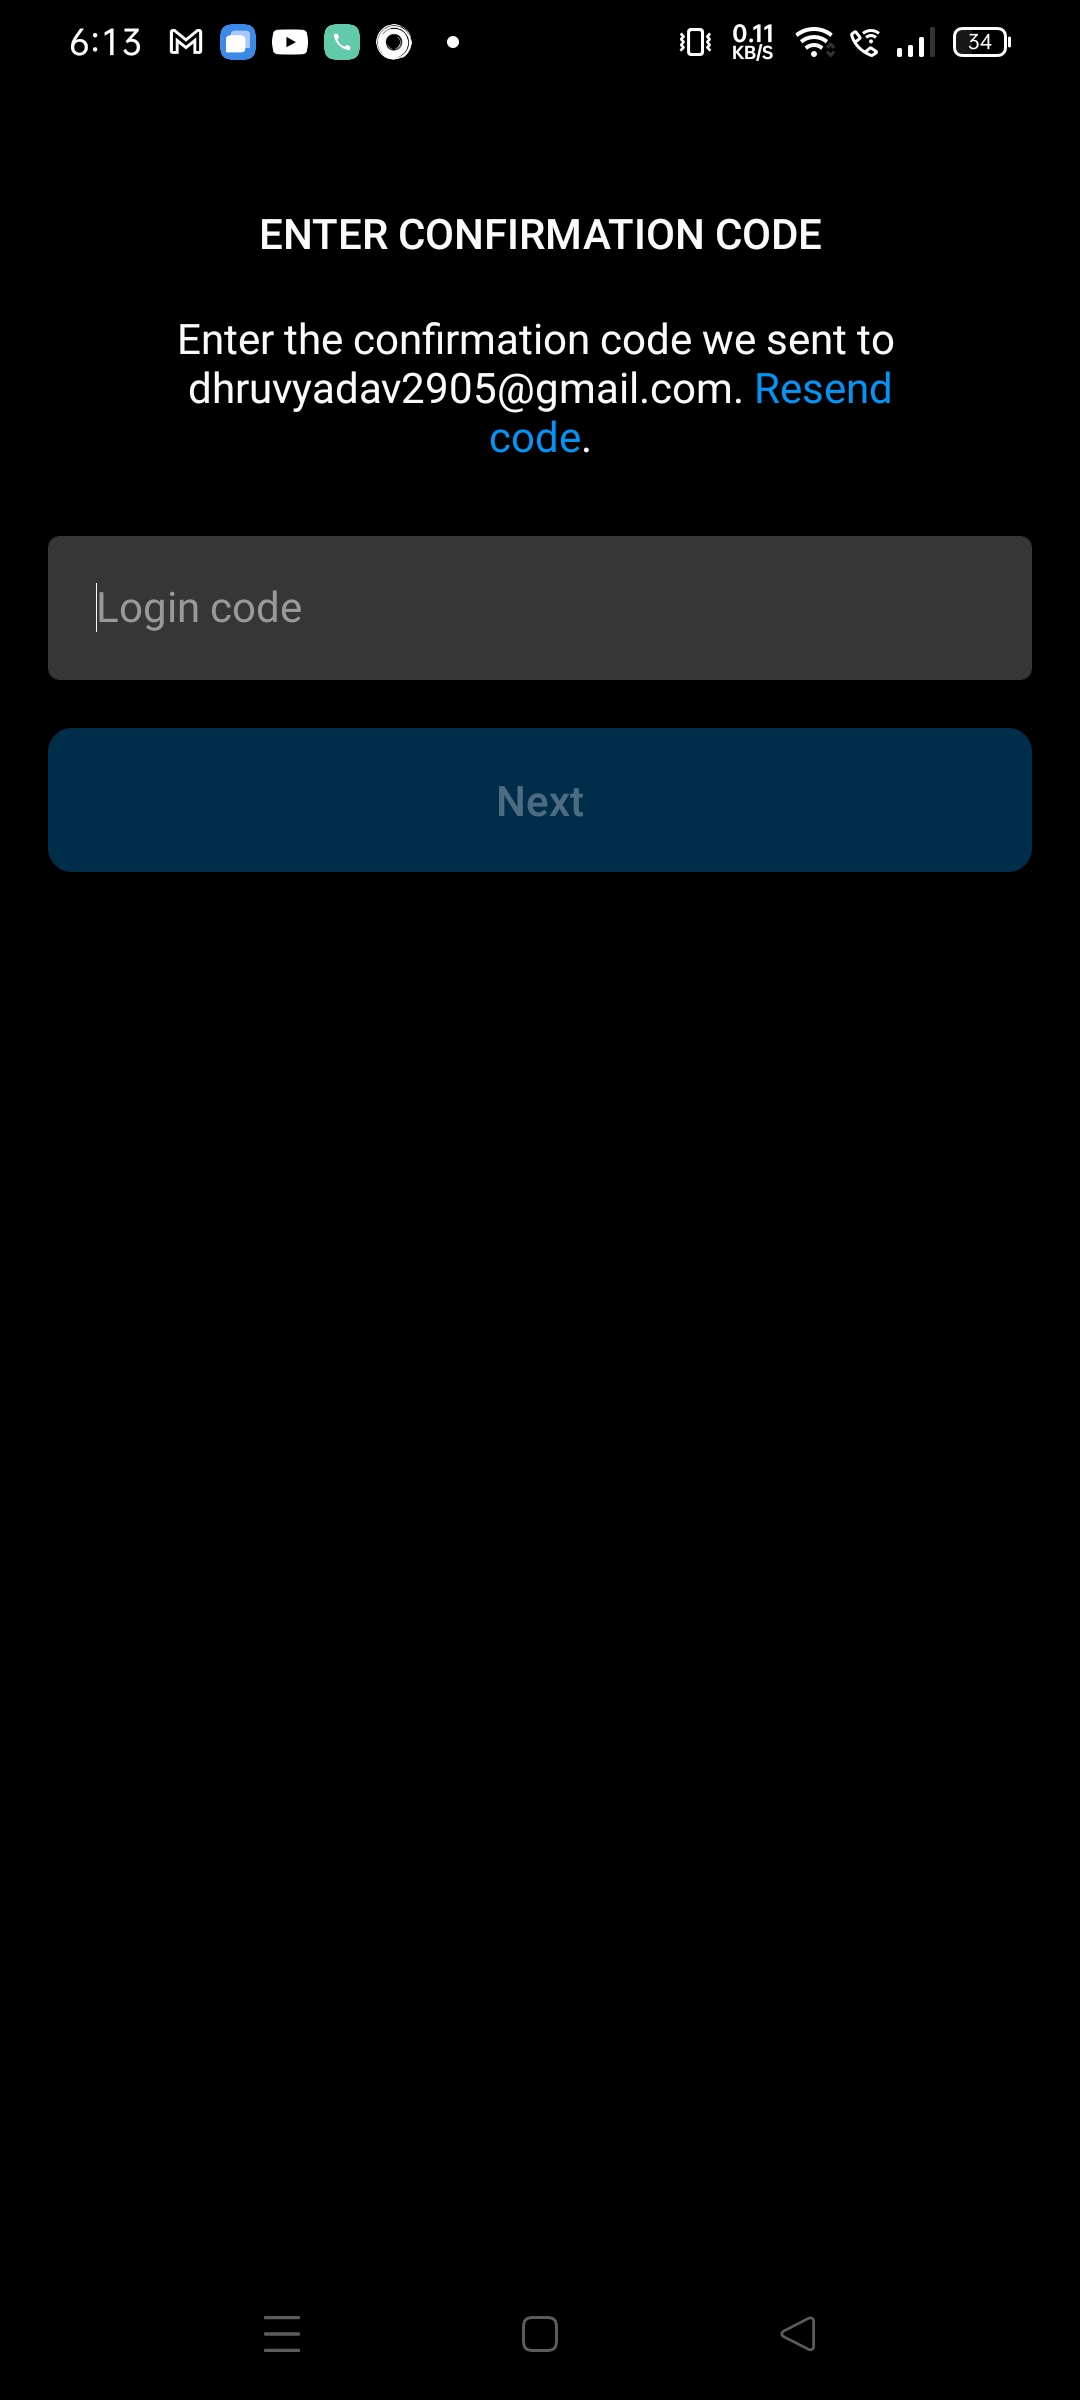 6:13
0.11
KB/S
34
ENTER CONFIRMATION CODE
Enter the confirmation code we sent to
dhruvyadav2905@gmail.com. Resend
code.
Login code
Next